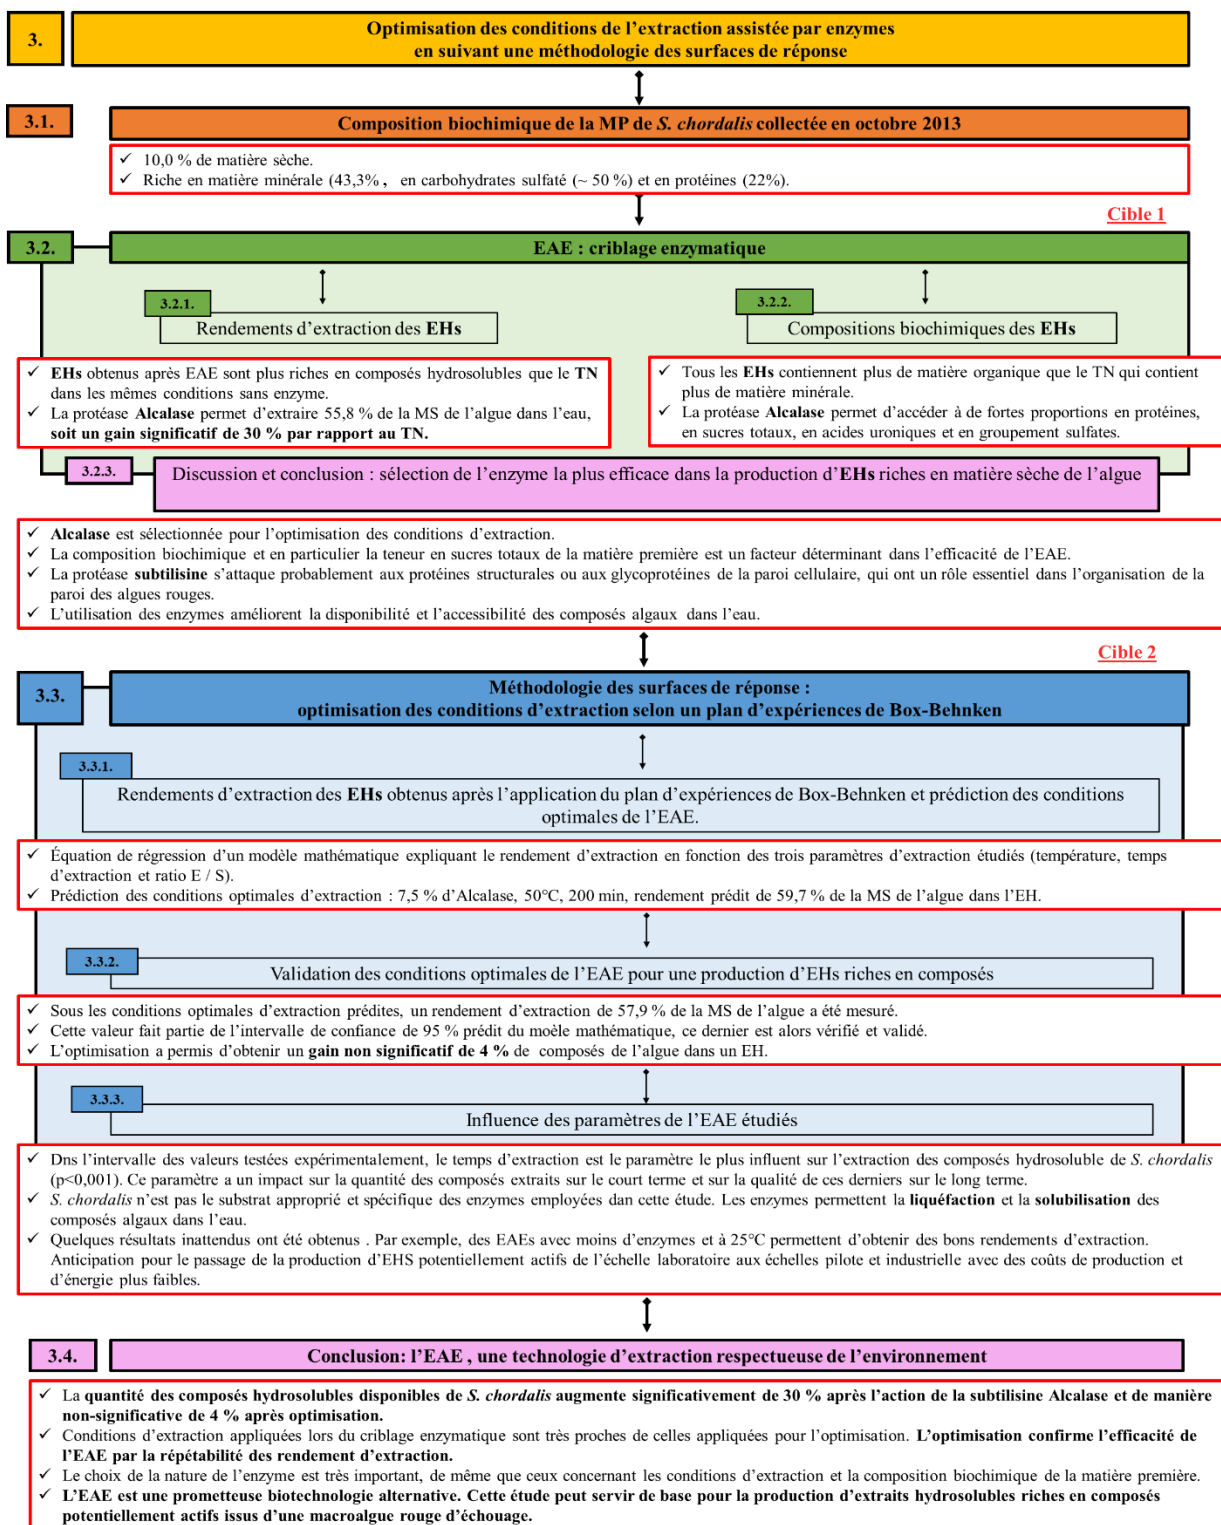 3.
Optimisation des conditions de l'extraction assistée par enzymes
en suivant une méthodologie des surfaces de réponse
3.1.
Composition biochimique de la MP de S. chordalis collectée en octobre 2013
✓ 10,0 % de matière sèche.
✓ Riche en matière minérale (43,3% , en carbohydrates sulfaté (~ 50 %) et en protéines (22%).
Cible 1
3.2.
EAE : criblage enzymatique
3.2.1.
Rendements d'extraction des EHs
3.2.2.
Compositions biochimiques des EHs
✓ EHs obtenus après EAE sont plus riches en composés hydrosolubles que le TN
dans les mêmes conditions sans enzyme.
✓ La protéase Alcalase permet d'extraire 55,8 % de la MS de l'algue dans l'eau,
soit un gain significatif de 30 % par rapport au TN.
✓ Tous les EHs contiennent plus de matière organique que le TN qui contient
plus de matière minérale.
✓ La protéase Alcalase permet d'accéder à de fortes proportions en protéines,
en sucres totaux, en acides uroniques et en groupement sulfates.
3.2.3.
Discussion et conclusion : sélection de l'enzyme la plus efficace dans la production d'EHs riches en matière sèche de l'algue
✓ Alcalase est sélectionnée pour l'optimisation des conditions d'extraction.
✓ La composition biochimique et en particulier la teneur en sucres totaux de la matière première est un facteur déterminant dans l'efficacité de l'EAE.
✓ La protéase subtilisine s'attaque probablement aux protéines structurales ou aux glycoprotéines de la paroi cellulaire, qui ont un rôle essentiel dans l'organisation de la
paroi des algues rouges.
✓ L'utilisation des enzymes améliorent la disponibilité et l'accessibilité des composés algaux dans l'eau.
Cible 2
3.3.
Méthodologie des surfaces de réponse :
optimisation des conditions d'extraction selon un plan d'expériences de Box-Behnken
3.3.1.
Rendements d'extraction des EHs obtenus après l'application du plan d'expériences de Box-Behnken et prédiction des conditions
optimales de l'EAE.
✓ Équation de régression d'un modèle mathématique expliquant le rendement d'extraction en fonction des trois paramètres d'extraction étudiés (température, temps
d'extraction et ratio E / S).
✓ Prédiction des conditions optimales d'extraction : 7,5 % d'Alcalase, 50°C, 200 min, rendement prédit de 59,7 % de la MS de l'algue dans l'EH.
3.3.2.
Validation des conditions optimales de l'EAE pour une production d'EHs riches en composés
✓ Sous les conditions optimales d'extraction prédites, un rendement d'extraction de 57,9 % de la MS de l'algue a été mesuré.
✓ Cette valeur fait partie de l'intervalle de confiance de 95 % prédit du moèle mathématique, ce dernier est alors vérifié et validé.
✓ L'optimisation a permis d'obtenir un gain non significatif de 4 % de composés de l'algue dans un EH.
3.3.3.
Influence des paramètres de l'EAE étudiés
✓ Dns l'intervalle des valeurs testées expérimentalement, le temps d'extraction est le paramètre le plus influent sur l'extraction des composés hydrosoluble de S. chordalis
(p<0,001). Ce paramètre a un impact sur la quantité des composés extraits sur le court terme et sur la qualité de ces derniers sur le long terme.
✓ S. chordalis n'est pas le substrat approprié et spécifique des enzymes employées dan cette étude. Les enzymes permettent la liquéfaction et la solubilisation des
composés algaux dans l'eau.
✓ Quelques résultats inattendus ont été obtenus . Par exemple, des EAEs avec moins d'enzymes et à 25°C permettent d'obtenir des bons rendements d'extraction.
Anticipation pour le passage de la production d'EHS potentiellement actifs de l'échelle laboratoire aux échelles pilote et industrielle avec des coûts de production et
d'énergie plus faibles.
3.4.
Conclusion: l'EAE , une technologie d'extraction respectueuse de l'environnement
✓ La quantité des composés hydrosolubles disponibles de S. chordalis augmente significativement de 30 % après l'action de la subtilisine Alcalase et de manière
non-significative de 4 % après optimisation.
✓ Conditions d'extraction appliquées lors du criblage enzymatique sont très proches de celles appliquées pour l'optimisation. L'optimisation confirme l'efficacité de
l'EAE par la répétabilité des rendement d'extraction.
✓ Le choix de la nature de l'enzyme est très important, de même que ceux concernant les conditions d'extraction et la composition biochimique de la matière première.
✓ L'EAE est une prometteuse biotechnologie alternative. Cette étude peut servir de base pour la production d'extraits hydrosolubles riches en composés
potentiellement actifs issus d'une macroalgue rouge d'échouage.